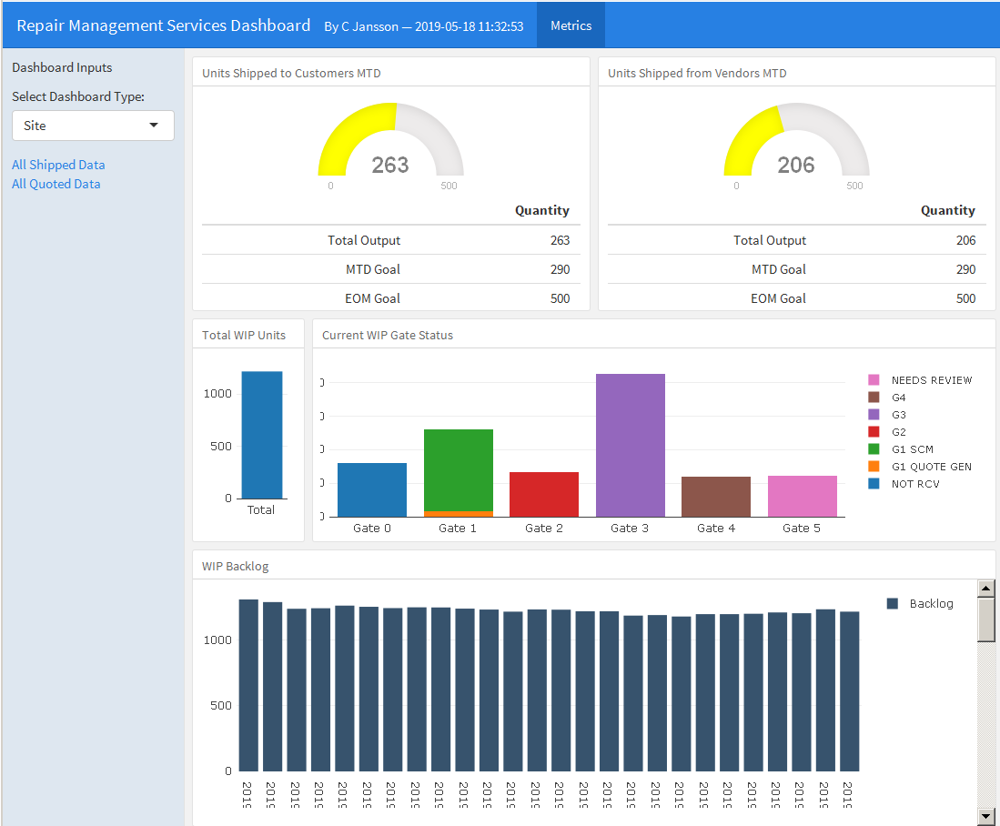 Repair Management Services Dashboard By C Jansson — 2019-05-18 11:32:53 Metrics
Dashboard Inputs
Select Dashboard Type:
Site
All Shipped Data
All Quoted Data
Units Shipped to Customers MTD
263
0 500
Quantity
Total Output 263
MTD Goal 290
EOM Goal 500
Units Shipped from Vendors MTD
206
0 500
Quantity
Total Output 206
MTD Goal 290
EOM Goal 500
Total WIP Units
1000
500
0
Total
Current WIP Gate Status
0
0
0
0
0
Gate 0 Gate 1 Gate 2 Gate 3 Gate 4 Gate 5
NEEDS REVIEW
G4
G3
G2
G1 SCM
G1 QUOTE GEN
NOT RCV
WIP Backlog
1000
500
0
2019 2019 2019 2019 2019 2019 2019 2019 2019 2019 2019 2019 2019 2019 2019 2019 2019 2019 2019 2019 2019 2019 2019 2019 2019 2019
Backlog